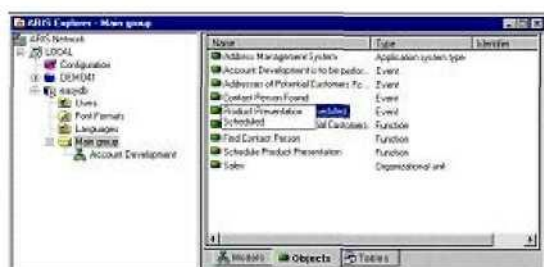 ARIS Explorer - Main group
ARIS Network
LOCAL
Configuration
DEMO41
easydb
Users
Font Formats
Languages
Main group
Account Development
Name Type Identifier
Address Management System Application system type
Account Development is to be perfor... Event
Addresses of Potential Customers Fo... Event
Contact Person Found Event
Product Presentation Scheduled Event
ial Customers Function
Find Contact Person Function
Schedule Product Presentation Function
Sales Organizational unit
Models Objects Tables